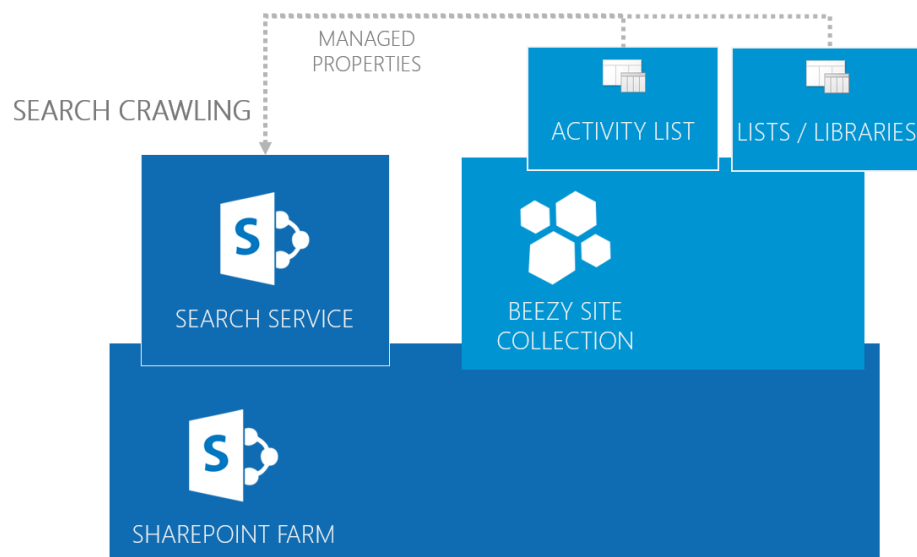 MANAGED
PROPERTIES
SEARCH CRAWLING
ACTIVITY LIST
LISTS / LIBRARIES
S
SEARCH SERVICE
BEEZY SITE
COLLECTION
S
SHAREPOINT FARM